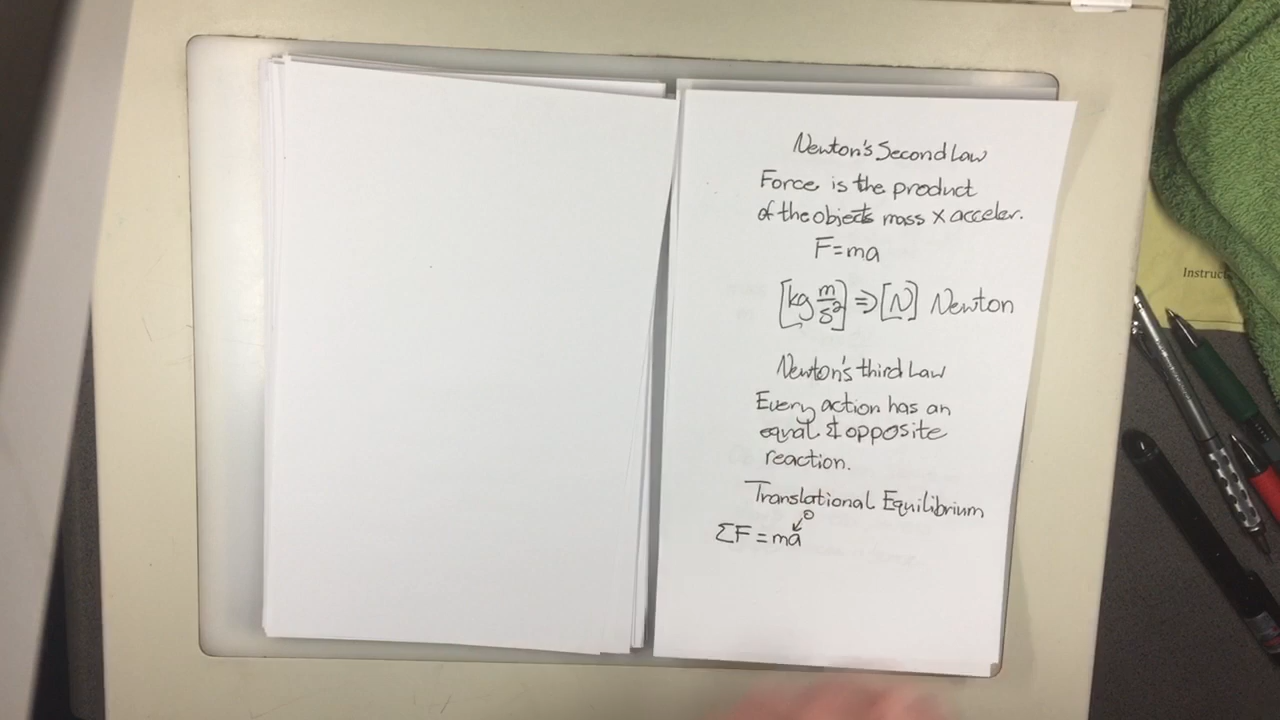 Newton's Second Law
Force is the product
of the objects mass x acceler.
F=ma
[kg m/s²] ⇒ [N] Newton
Newton's third Law
Every action has an
equal & opposite
reaction.
Translational Equilibrium
0
ΣF = ma